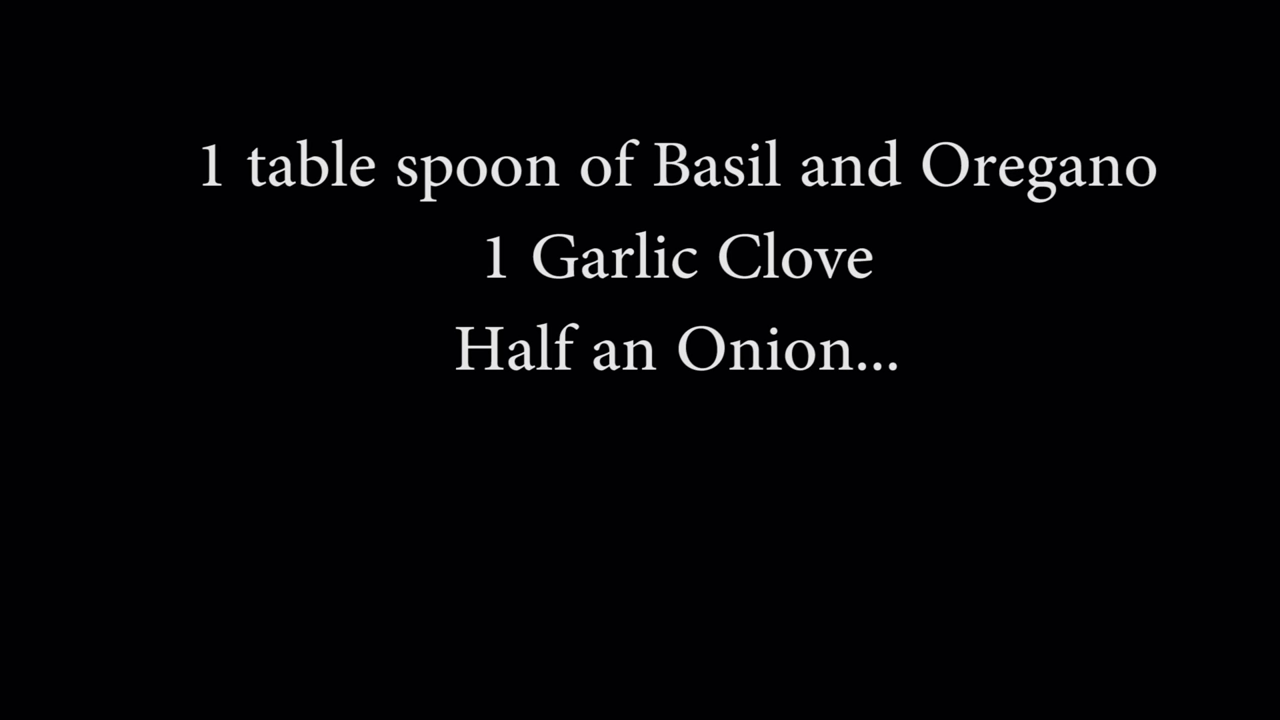 1 table spoon of Basil and Oregano
1 Garlic Clove
Half an Onion...